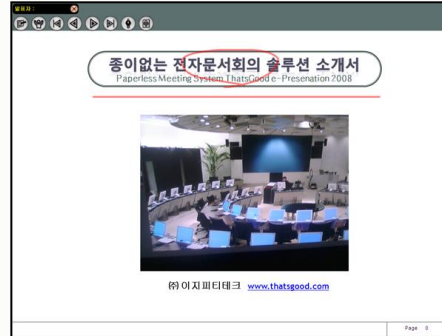 발표자 :
종이없는 전자문서회의 솔루션 소개서
Paperless Meeting System ThatsGood e-Presenation 2008
㈜이지피티테크 www.thatsgood.com
Page 0